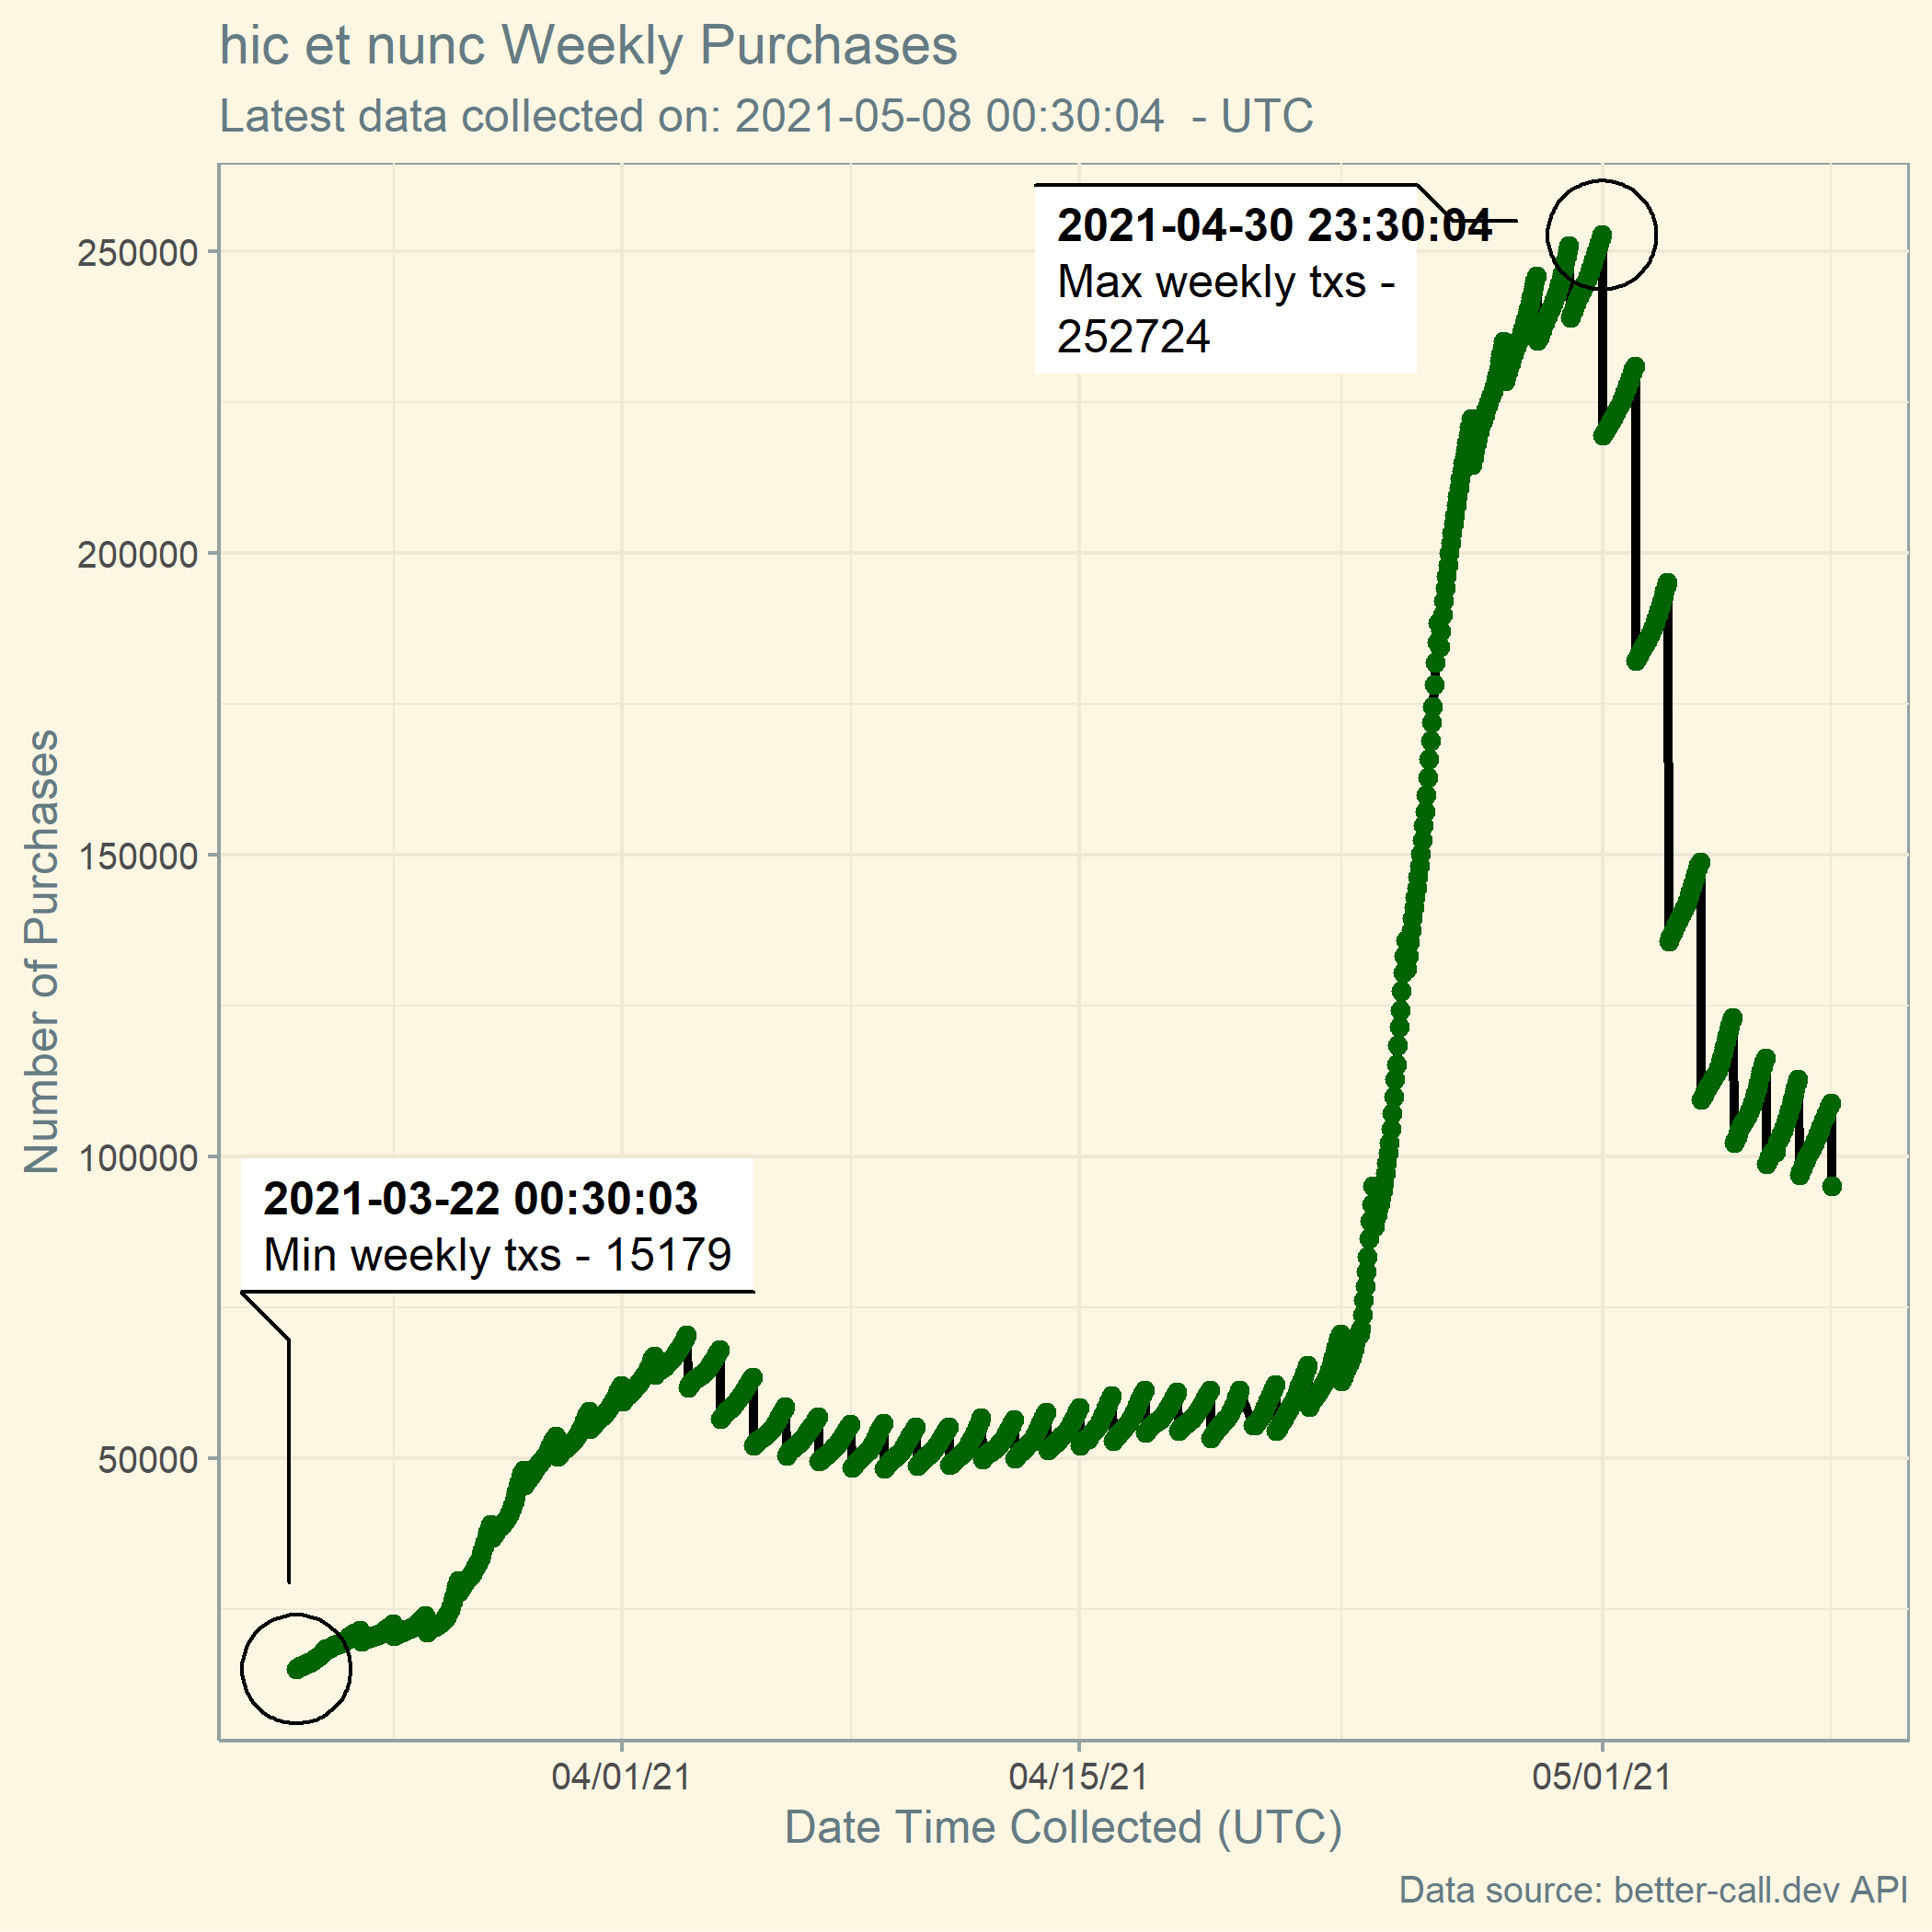 hic et nunc Weekly Purchases
Latest data collected on: 2021-05-08 00:30:04  - UTC
2021-04-30 23:30:04
Max weekly txs -
252724
250000
200000
150000
100000
50000
Number of Purchases
2021-03-22 00:30:03
Min weekly txs - 15179
04/01/21
04/15/21
05/01/21
Date Time Collected (UTC)
Data source: better-call.dev API